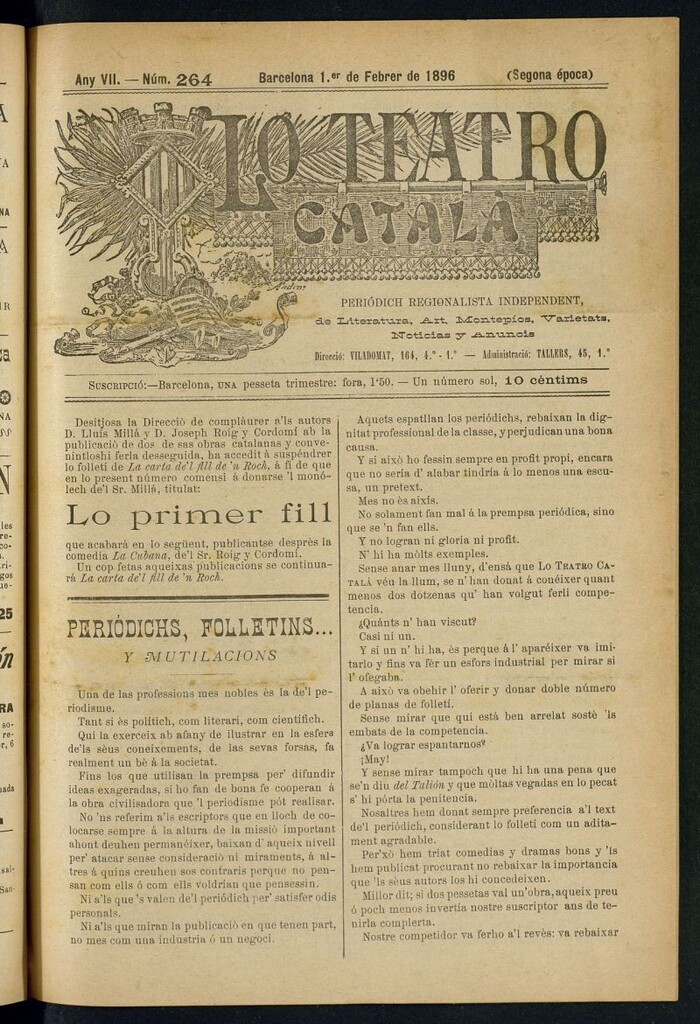 Any VII. — Núm. 264
Barcelona 1.er de Febrer de 1896
(Segona época)
LO TEATRO
CATALÀ
PERIÓDICH REGIONALISTA INDEPENDENT,
de Literatura, Art, Montepíos, Varietats,
Noticias y Anuncis
Direcció: VILADOMAT, 164, 4.º - 1.ª — Administració: TALLERS, 45, 1.º
SUSCRIPCIÓ:—Barcelona, UNA pesseta trimestre: fora, 1'50. — Un número sol, 10 céntims
Desitjosa la Direcció de complàurer a'ls autors
D. Lluís Millá y D. Joseph Roig y Cordomí ab la
publicació de dos de sas obras catalanas y conve-
nintloshi ferla desseguida, ha accedit á suspéndrer
lo folletí de La carta de'l fill de 'n Roch, á fi de que
en lo present número comensi á donarse 'l monó-
lech de'l Sr. Millá, titulat:
Lo primer fill
que acabará en lo següent, publicantse desprès la
comedia La Cubana, de'l Sr. Roig y Cordomí.
Un cop fetas aqueixas publicacions se continua-
rá La carta de'l fill de 'n Roch.
PERIÓDICHS, FOLLETINS...
Y MUTILACIONS
Una de las professions mes nobles és la de'l pe-
riodisme.
Tant si ès polítich, com literari, com científich.
Qui la exerceix ab afany de ilustrar en la esfera
de'ls sèus coneixements, de las sevas forsas, fa
realment un bè á la societat.
Fins los que utilisan la prempsa per' difundir
ideas exageradas, si ho fan de bona fe cooperan á
la obra civilisadora que 'l periodisme pót realisar.
No 'ns referim a'ls escriptors que en lloch de co-
locarse sempre á la altura de la missió important
ahont deuhen permanéixer, baixan d' aqueix nivell
per' atacar sense consideració ni miraments, á al-
tres á quins creuhen sos contraris perque no pen-
san com ells ó com ells voldrían que pensessin.
Ni a'ls que 's valen de'l periódich per' satisfer odis
personals.
Ni a'ls que miran la publicació en que tenen part,
no mes com una industria ó un negoci.
Aquets espatllan los periódichs, rebaixan la dig-
nitat professional de la classe, y perjudican una bona
causa.
Y si aixó ho fessin sempre en profit propi, encara
que no sería d' alabar tindría á lo menos una escu-
sa, un pretext.
Mes no ès aixís.
No solament fan mal á la prempsa periódica, sino
que se 'n fan ells.
Y no logran ni gloria ni profit.
N' hi ha mòlts exemples.
Sense anar mes lluny, d'ensá que LO TEATRO CA-
TALÁ véu la llum, se n' han donat á conéixer quant
menos dos dotzenas qu' han volgut ferli compe-
tencia.
¿Quánts n' han viscut?
Casi ni un.
Y si un n' hi ha, ès perque á l' aparéixer va imi-
tarlo y fins va fèr un esfors industrial per mirar si
l' ofegaba.
A aixó va obehir l' oferir y donar doble número
de planas de folletí.
Sense mirar que qui está ben arrelat sosté 'ls
embats de la competencia.
¿Va lograr espantarnos?
¡May!
Y sense mirar tampoch que hi ha una pena que
se'n diu del Talión y que mòltas vegadas en lo pecat
s' hi pórta la penitencia.
Nosaltres hem donat sempre preferencia a'l text
de'l periódich, considerant lo folletí com un adita-
ment agradable.
Per'xò hem triat comedias y dramas bons y 'ls
hem publicat procurant no rebaixar la importancia
que 'ls sèus autors los hi concedeixen.
Millor dit; si dos pessetas val un'obra, aqueix preu
ó poch menos invertía nostre suscriptor ans de te-
nirla complerta.
Nostre competidor va ferho a'l revès: va rebaixar